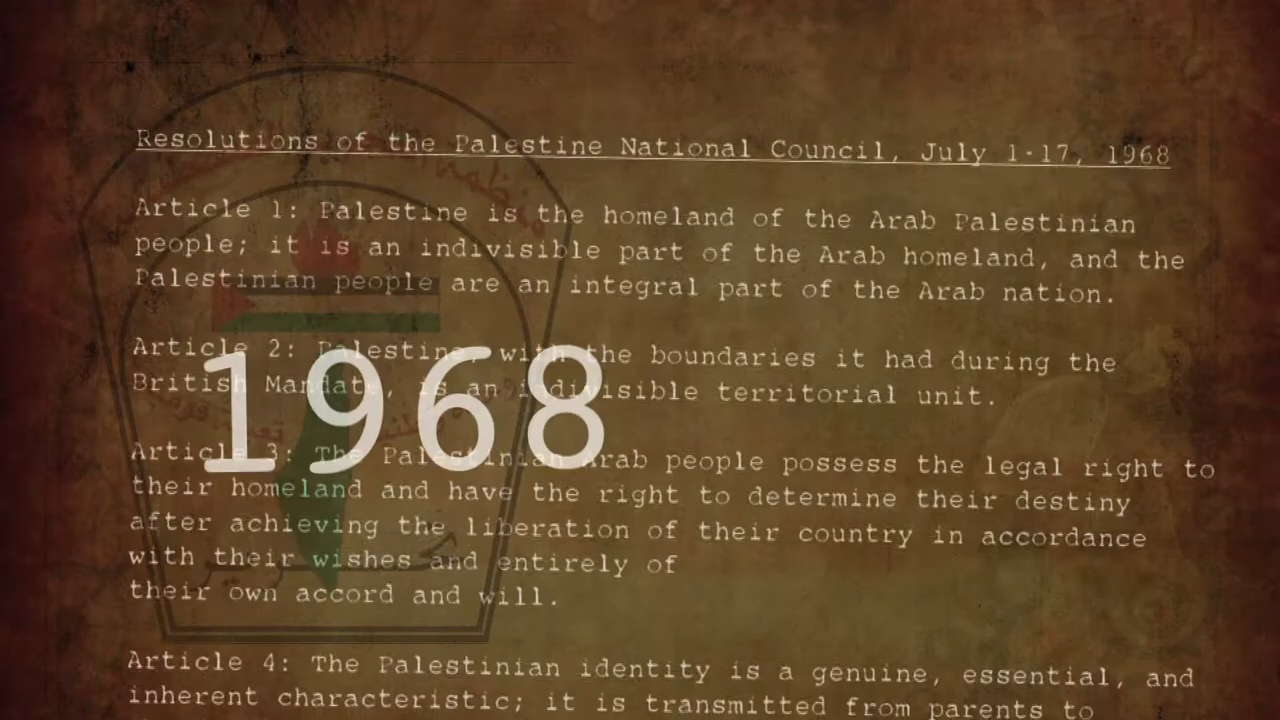 Resolutions of the Palestine National Council, July 1-17, 1968
Article 1: Palestine is the homeland of the Arab Palestinian
people; it is an indivisible part of the Arab homeland, and the
Palestinian people are an integral part of the Arab nation.
Article 2: Palestine, with the boundaries it had during the
British Mandate, is an indivisible territorial unit.
1968
Article 3: The Palestinian Arab people possess the legal right to
their homeland and have the right to determine their destiny
after achieving the liberation of their country in accordance
with their wishes and entirely of
their own accord and will.
Article 4: The Palestinian identity is a genuine, essential, and
inherent characteristic; it is transmitted from parents to
منظمة